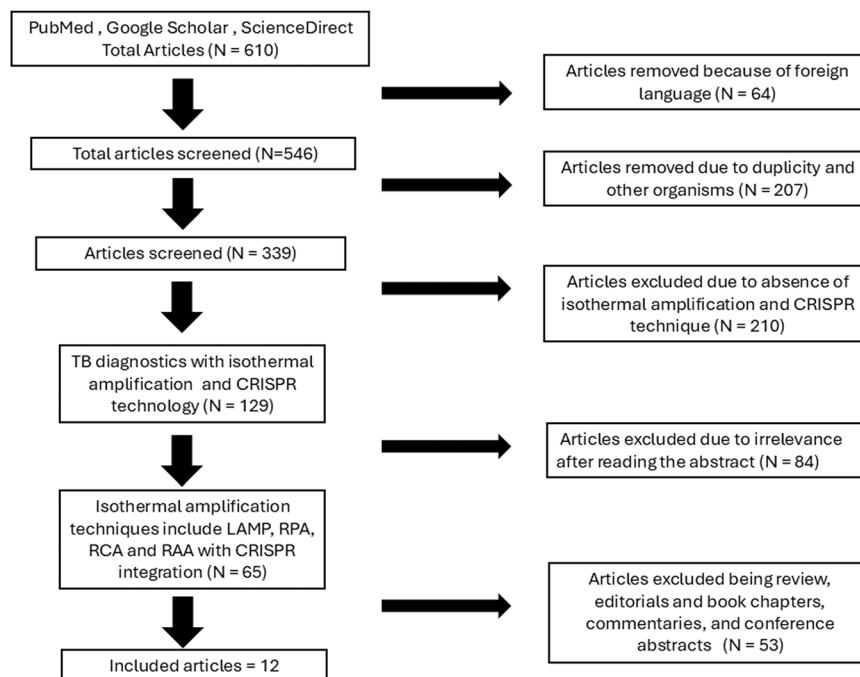 PubMed , Google Scholar , ScienceDirect
Total Articles (N = 610)
Articles removed because of foreign
language (N = 64)
Total articles screened (N=546)
Articles removed due to duplicity and
other organisms (N = 207)
Articles screened (N = 339)
Articles excluded due to absence of
isothermal amplification and CRISPR
technique (N = 210)
TB diagnostics with isothermal
amplification and CRISPR
technology (N = 129)
Articles excluded due to irrelevance
after reading the abstract (N = 84)
Isothermal amplification
techniques include LAMP, RPA,
RCA and RAA with CRISPR
integration (N = 65)
Articles excluded being review,
editorials and book chapters,
commentaries, and conference
abstracts (N = 53)
Included articles = 12